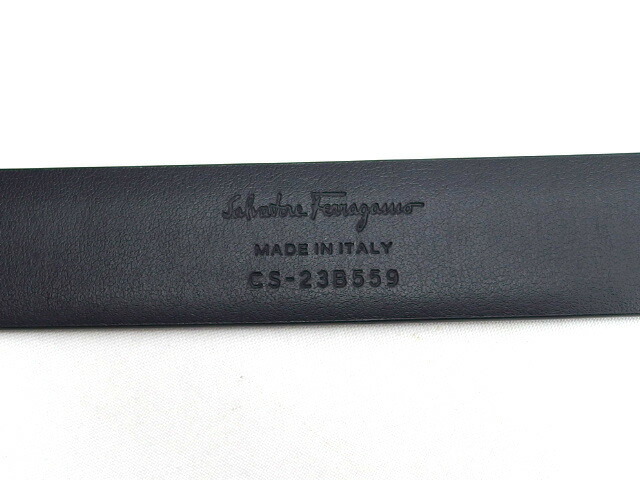 Salvatore Ferragamo
MADE IN ITALY
CS-23B559